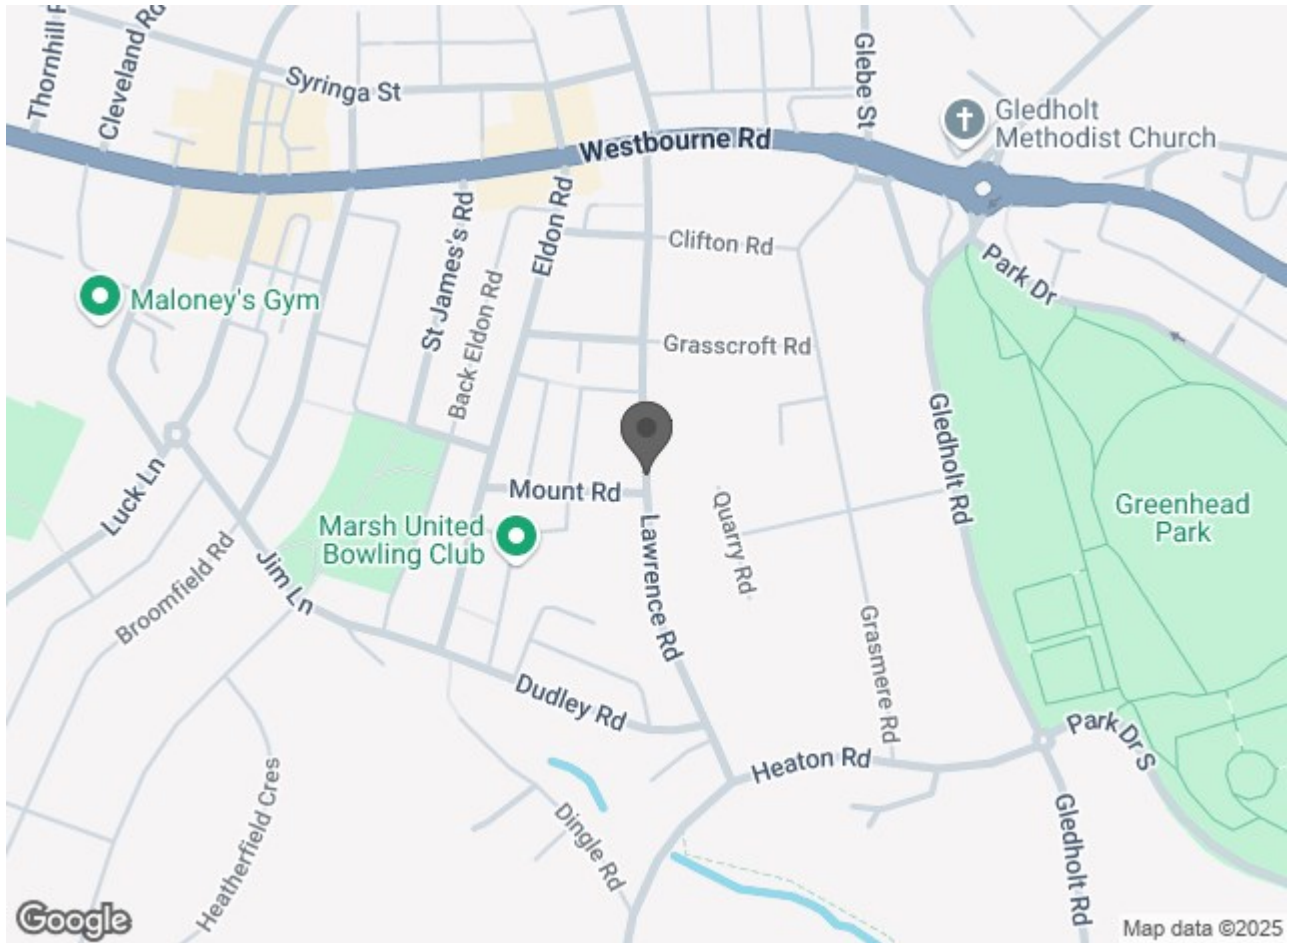 Thornhill R
Cleveland Rd
Syringa St
Glebe St
Gledholt
Methodist Church
Westbourne Rd
St James's Rd
Eldon Rd
Back Eldon Rd
Clifton Rd
Park Dr
Maloney's Gym
Grasscroft Rd
Gledholt Rd
Luck Ln
Mount Rd
Quarry Rd
Greenhead
Park
Marsh United
Bowling Club
Broomfield Rd
Jim Ln
Lawrence Rd
Grasmere Rd
Dudley Rd
Heaton Rd
Park Dr S
Heatherfield Cres
Dingle Rd
Gledholt Rd
Google
Map data ©2025